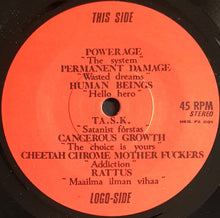 THIS SIDE
POWERAGE
"The system"
PERMANENT DAMAGE
"Wasted dreams"
HUMAN BEINGS
"Hello hero"
45 RPM
STEREO
TA.S.K.
"Satanist förstas"
CANCEROUS GROWTH
"The choice is yours"
CHEETAH CHROME MOTHER FUCKERS
"Addiction"
RATTUS
"Maailma ilman vihaa"
LOGO-SIDE